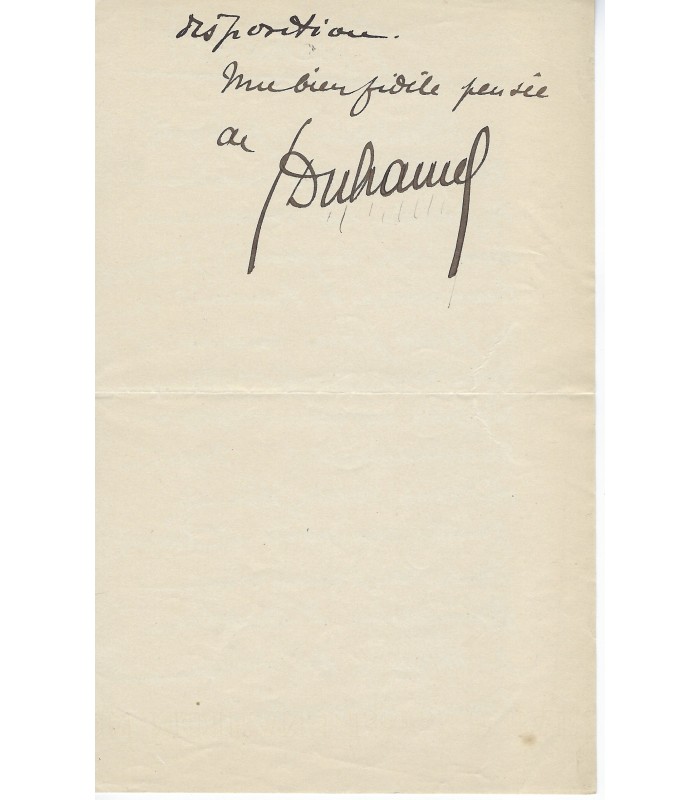 disposition.
Une bien fidèle pensée
de
Duhamel